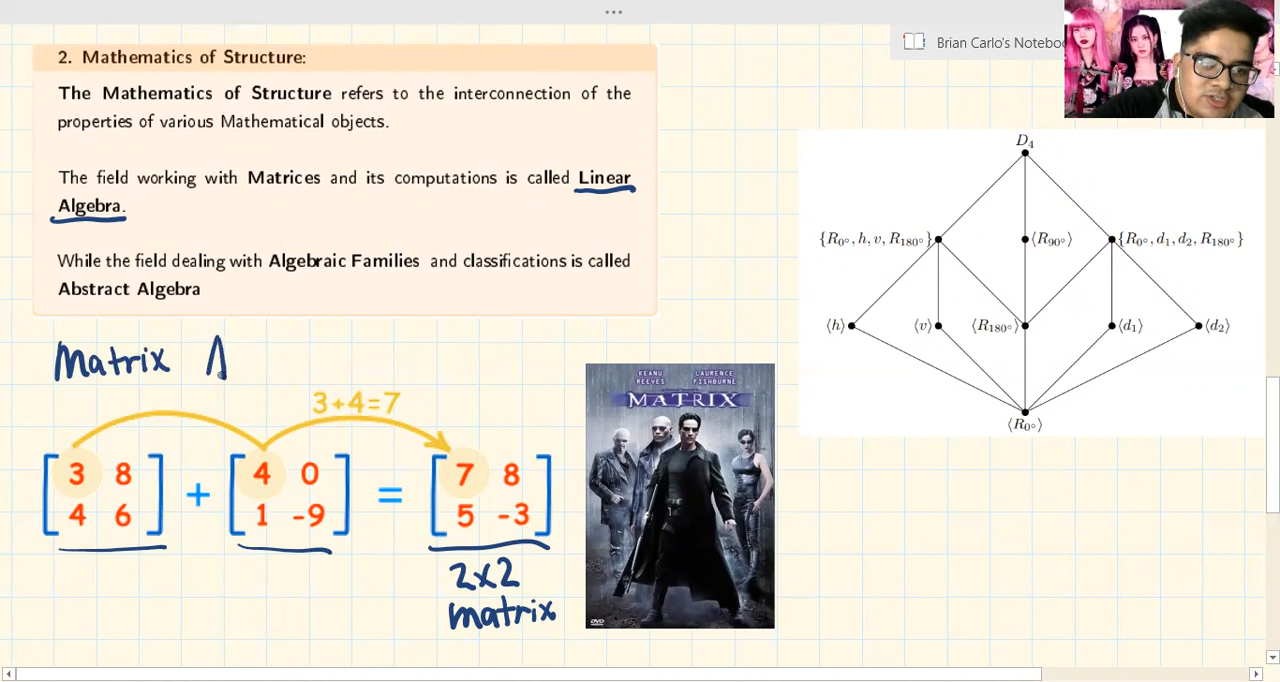 Brian Carlo's Notebo
2. Mathematics of Structure:
The Mathematics of Structure refers to the interconnection of the
properties of various Mathematical objects.
The field working with Matrices and its computations is called Linear
Algebra.
While the field dealing with Algebraic Families and classifications is called
Abstract Algebra
Matrix A
3+4=7
3 8 4 0 7 8
+ =
4 6 1 -9 5 -3
2x2
matrix
KEANU LAURENCE
REEVES FISHBURNE
MATRIX
DVD
D₄
{R₀°, h, v, R₁₈₀°} ⟨R₉₀°⟩ {R₀°, d₁, d₂, R₁₈₀°}
⟨h⟩ ⟨v⟩ ⟨R₁₈₀°⟩ ⟨d₁⟩ ⟨d₂⟩
⟨R₀°⟩